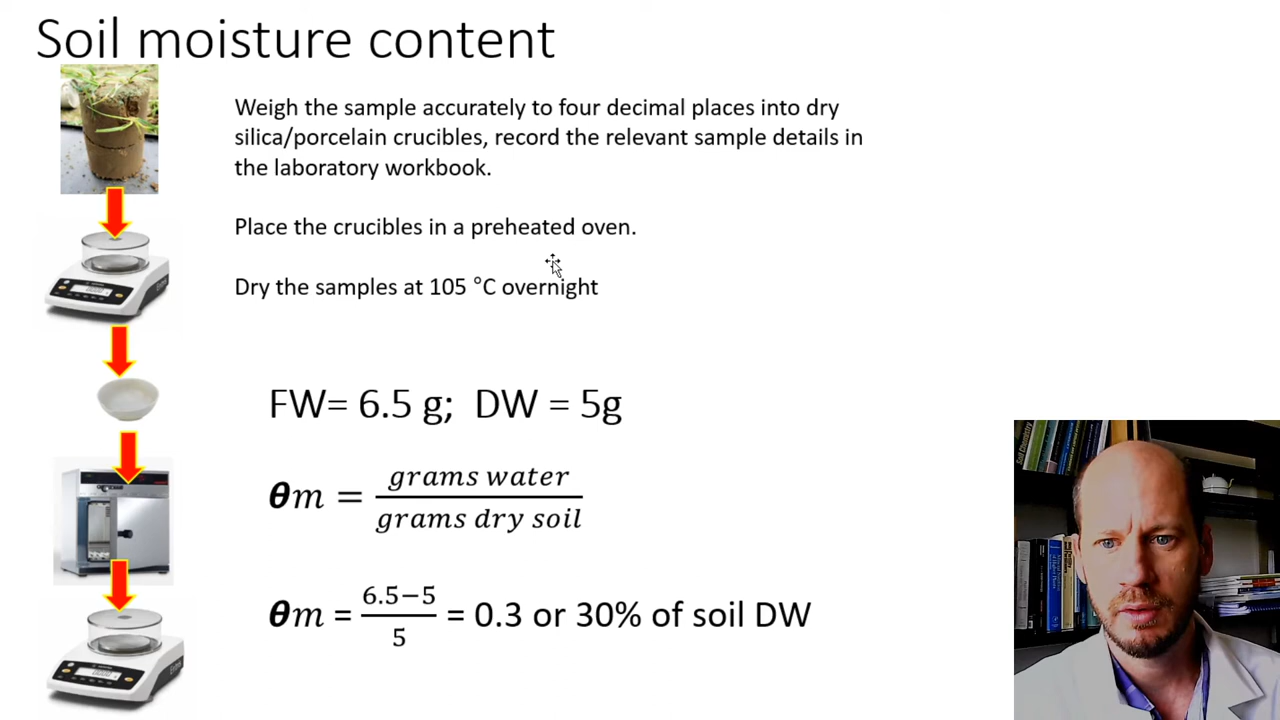 Soil moisture content
Weigh the sample accurately to four decimal places into dry
silica/porcelain crucibles, record the relevant sample details in
the laboratory workbook.
Place the crucibles in a preheated oven.
Dry the samples at 105 °C overnight
FW= 6.5 g; DW = 5g
θm = grams water / grams dry soil
θm = 6.5−5 / 5 = 0.3 or 30% of soil DW
Soil Chemistry